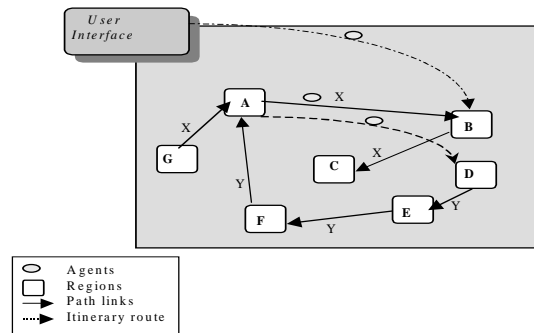 User
Interface
A
X
B
X
G
C
X
D
Y
E
Y
F
Y
Agents
Regions
Path links
Itinerary route